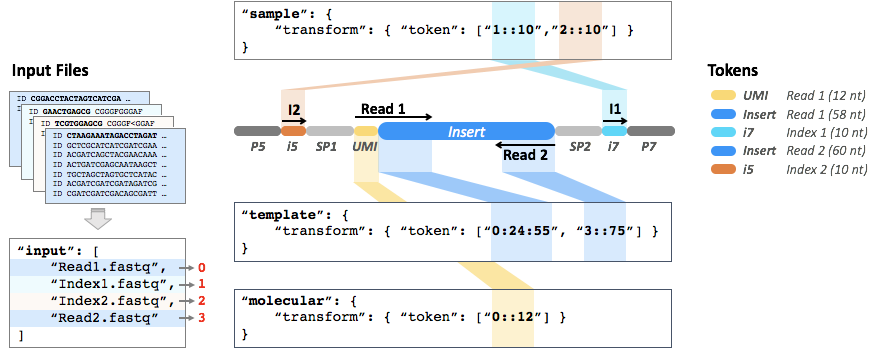 "sample": {
"transform": { "token": ["1::10","2::10"] }
}
Input Files
ID CGGACCTACTAGTCATCGA …
ID GAACTGAGCG CGGGFGGGAF
ID TCGTGGAGCG CGGGF<GGAF
ID CTAAGAAATAGACCTAGAT …
ID GCTCGCATCATCGATCGAA …
ID ACGATCAGCTACGAACAAA …
ID ACTGATCGAGCAATAAGCT …
ID TGCTAGCTAGTGCTCATAC …
ID ACGATCGATCGATAGATCG …
ID CGATCGATCGACAGCGATT …
"input": [
"Read1.fastq", 0
"Index1.fastq", 1
"Index2.fastq", 2
"Read2.fastq" 3
]
I2
Read 1
I1
Insert
Read 2
P5
i5
SP1
UMI
SP2
i7
P7
"template": {
"transform": { "token": ["0:24:55", "3::75"] }
}
"molecular": {
"transform": { "token": ["0::12"] }
}
Tokens
UMI Read 1 (12 nt)
Insert Read 1 (58 nt)
i7 Index 1 (10 nt)
Insert Read 2 (60 nt)
i5 Index 2 (10 nt)